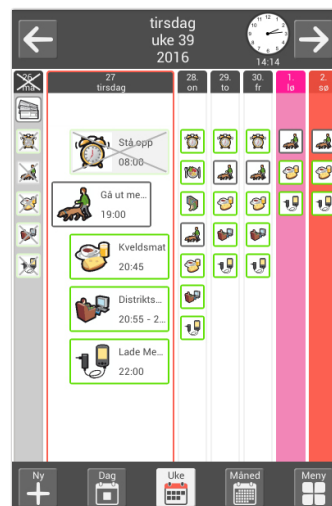 tirsdag
uke 39
2016
14:14
26.
ma
27
tirsdag
28.
on
29.
to
30.
fr
1.
lø
2.
sø
Stå opp
08:00
Gå ut me...
19:00
Kveldsmat
20:45
Distrikts...
20:55 - 2...
Lade Me...
22:00
Ny
Dag
Uke
Måned
Meny